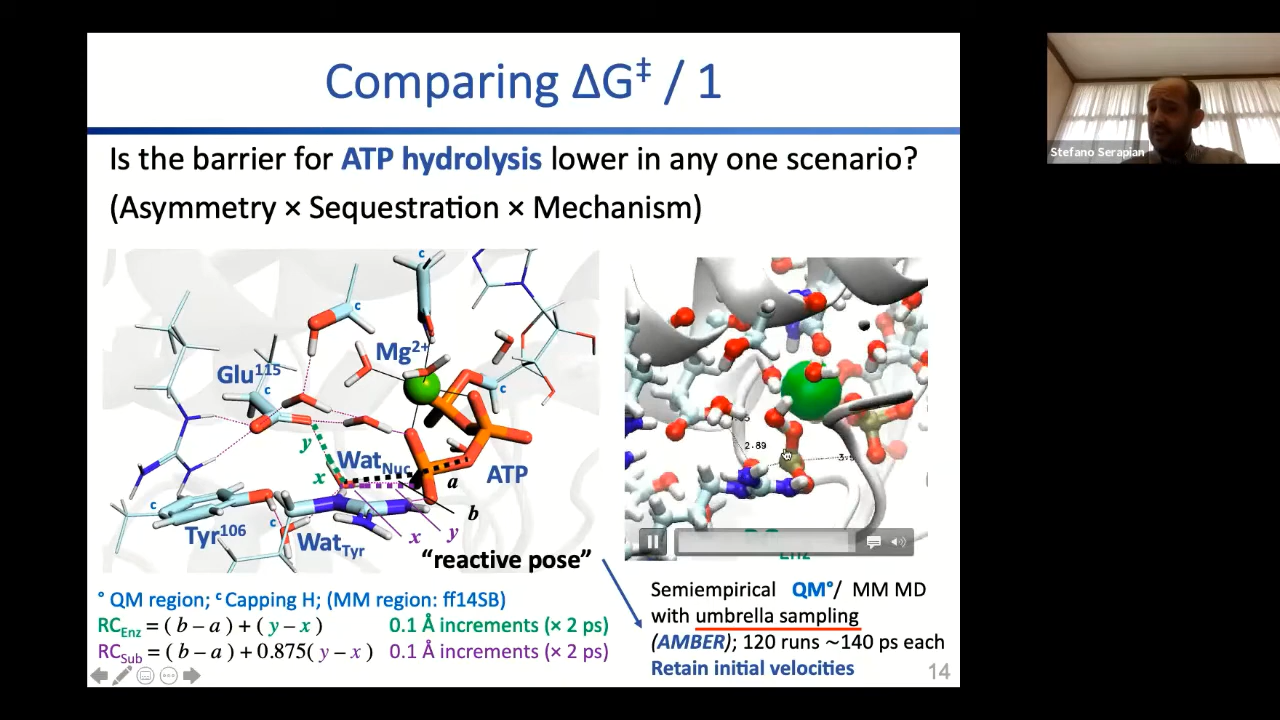 Comparing ΔG‡ / 1
Is the barrier for ATP hydrolysis lower in any one scenario?
(Asymmetry × Sequestration × Mechanism)
Stefano Serapian
c
c
Mg²⁺
Glu¹¹⁵
c
c
y
x
WatNuc
a
ATP
b
c
Tyr¹⁰⁶
c
WatTyr
x
y
"reactive pose"
2.89
° QM region; ᶜ Capping H; (MM region: ff14SB)
RCEnz = ( b – a ) + ( y – x ) 0.1 Å increments (× 2 ps)
RCSub = ( b – a ) + 0.875( y – x ) 0.1 Å increments (× 2 ps)
Semiempirical QM°/ MM MD
with umbrella sampling
(AMBER); 120 runs ~140 ps each
Retain initial velocities
14